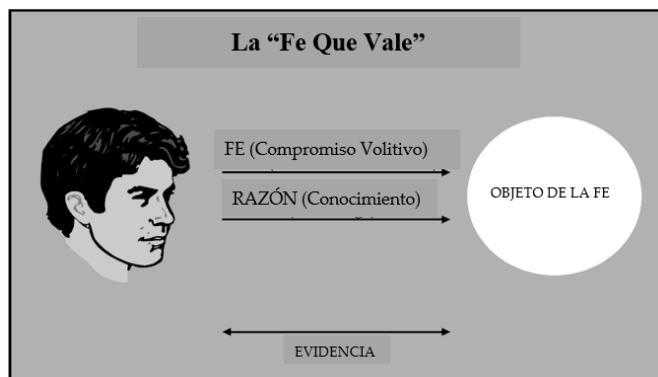 La “Fe Que Vale”
FE (Compromiso Volitivo)
RAZÓN (Conocimiento)
OBJETO DE LA FE
EVIDENCIA